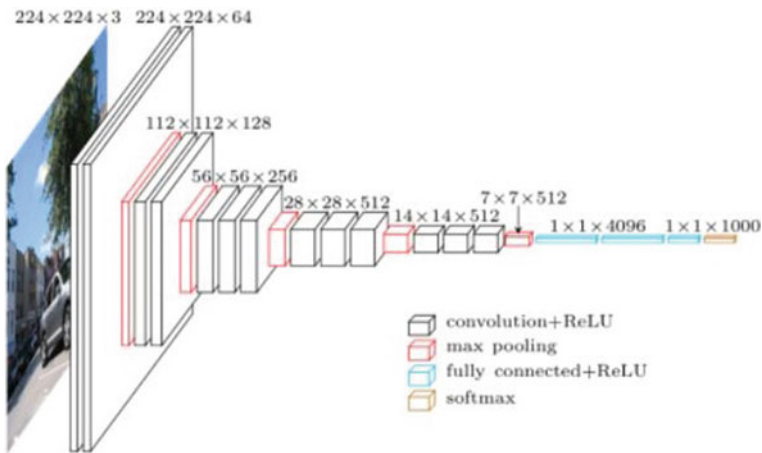 224×224×3 224×224×64
112×112×128
56×56×256
28×28×512
14×14×512
7×7×512
1×1×4096 1×1×1000
convolution+ReLU
max pooling
fully connected+ReLU
softmax